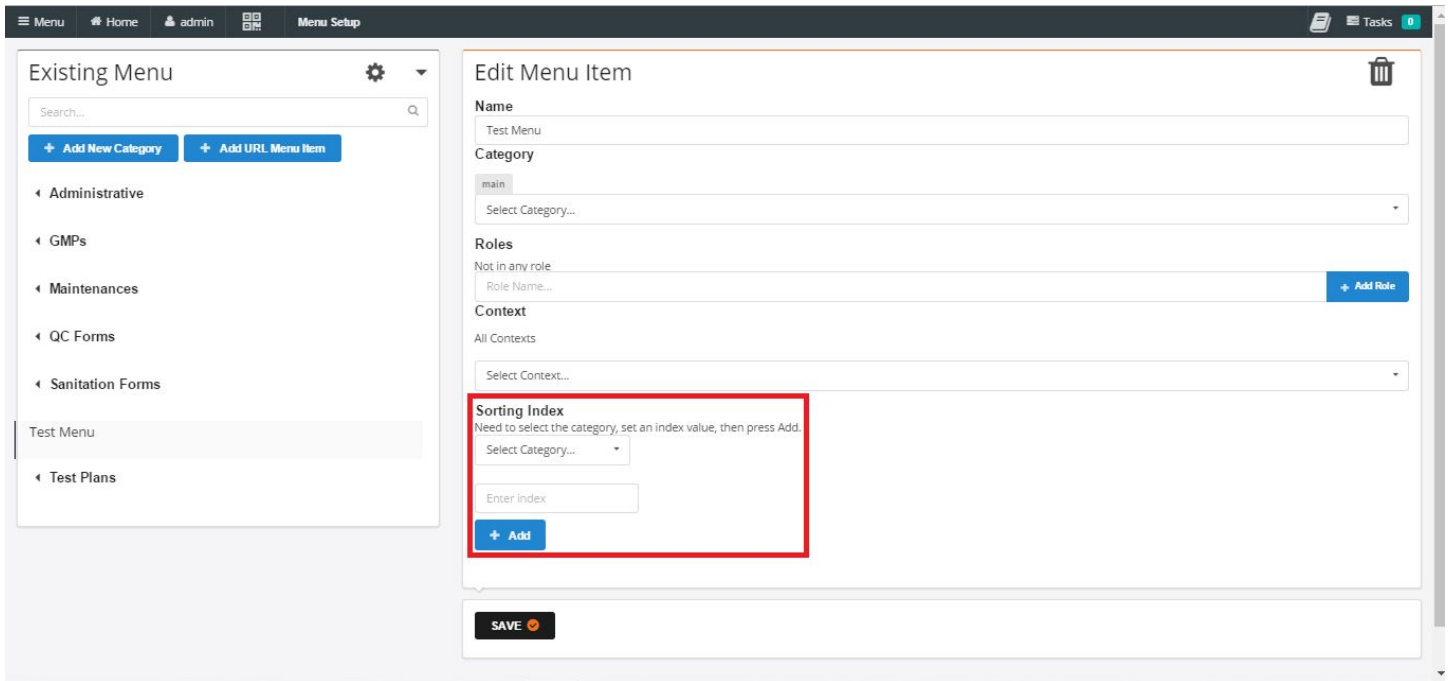 Menu Home admin Menu Setup Tasks 0
Existing Menu
Search...
+ Add New Category + Add URL Menu Item
Administrative
GMPs
Maintenances
QC Forms
Sanitation Forms
Test Menu
Test Plans
Edit Menu Item
Name
Test Menu
Category
main
Select Category...
Roles
Not in any role
Role Name... + Add Role
Context
All Contexts
Select Context...
Sorting Index
Need to select the category, set an index value, then press Add.
Select Category...
Enter index
+ Add
SAVE